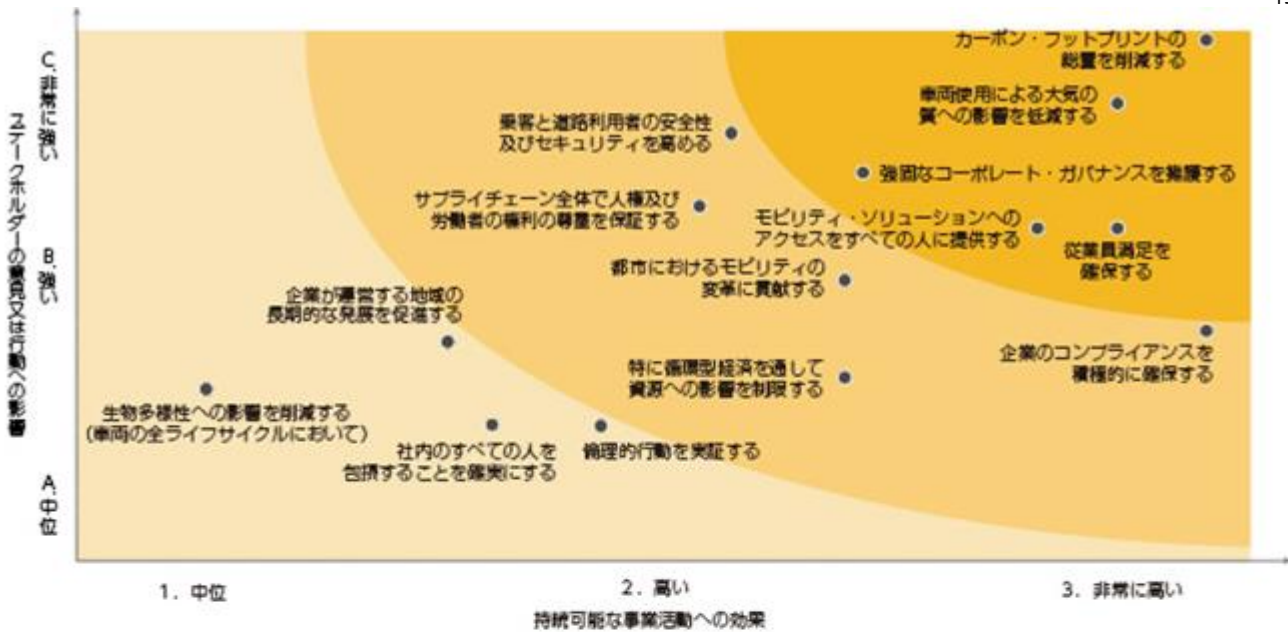 カーボン・フットプリントの
総量を削減する
車両使用による大気の
質への影響を低減する
乗客と道路利用者の安全性
及びセキュリティを高める
強固なコーポレート・ガバナンスを擁護する
サプライチェーン全体で人権及び
労働者の権利の尊重を保証する
モビリティ・ソリューションへの
アクセスをすべての人に提供する
従業員満足を
確保する
都市におけるモビリティの
変革に貢献する
企業が運営する地域の
長期的な発展を促進する
企業のコンプライアンスを
積極的に確保する
特に循環型経済を通して
資源への影響を制限する
生物多様性への影響を削減する
(車両の全ライフサイクルにおいて)
社内のすべての人を
包摂することを確実にする
倫理的行動を実証する
C. 非常に強い
B. 強い
A. 中位
ステークホルダーの意見又は行動への影響
1. 中位
2. 高い
3. 非常に高い
持続可能な事業活動への効果